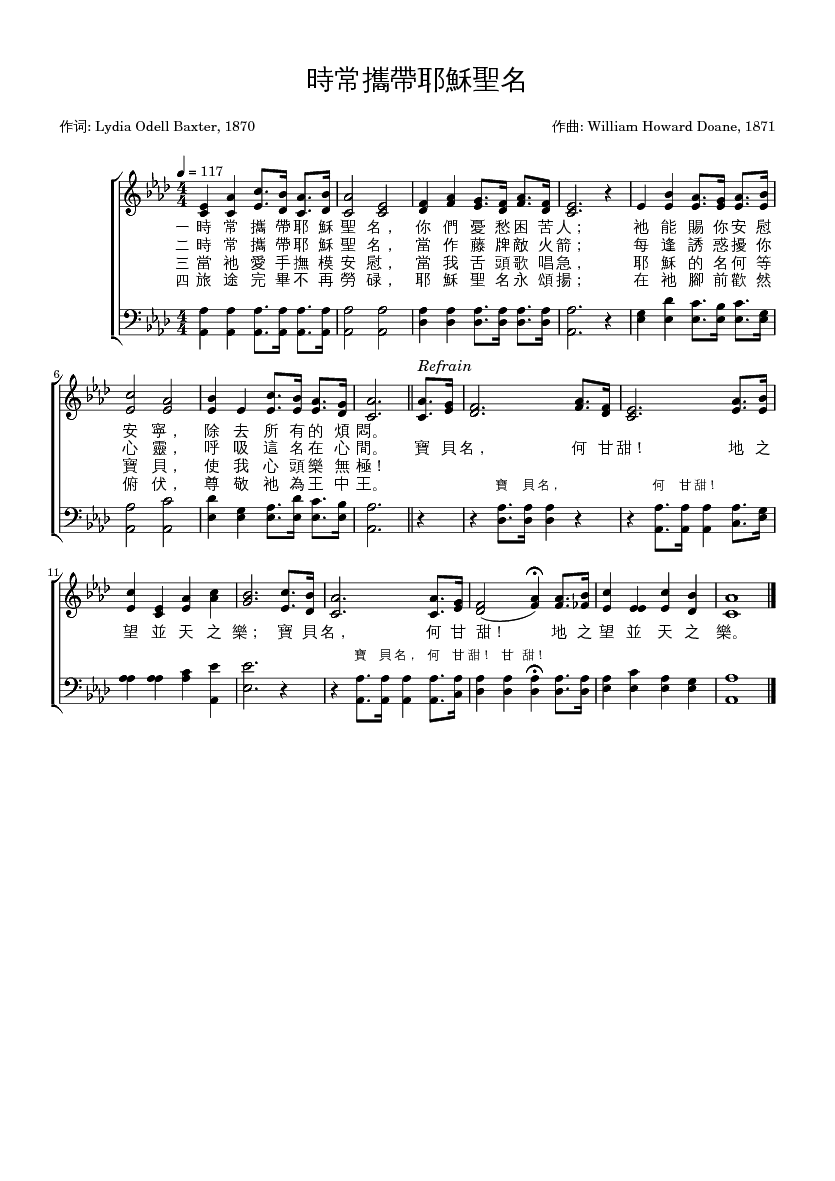 時常攜帶耶穌聖名
作词: Lydia Odell Baxter, 1870
作曲: William Howard Doane, 1871
= 117
一 時 常 攜 帶 耶 穌 聖 名， 你 們 憂 愁 困 苦 人； 祂 能 賜 你 安 慰
二 時 常 攜 帶 耶 穌 聖 名， 當 作 藤 牌 敵 火 箭； 每 逢 誘 惑 擾 你
三 當 祂 愛 手 撫 模 安 慰， 當 我 舌 頭 歌 唱 急， 耶 穌 的 名 何 等
四 旅 途 完 畢 不 再 勞 碌， 耶 穌 聖 名 永 頌 揚； 在 祂 腳 前 歡 然
6
Refrain
安 寧， 除 去 所 有 的 煩 悶。
心 靈， 呼 吸 這 名 在 心 間。 寶 貝 名， 何 甘 甜！ 地 之
寶 貝， 使 我 心 頭 樂 無 極！
俯 伏， 尊 敬 祂 為 王 中 王。
寶 貝 名， 何 甘 甜！
11
望 並 天 之 樂； 寶 貝 名， 何 甘 甜！ 地 之 望 並 天 之 樂。
寶 貝 名， 何 甘 甜！ 甘 甜！